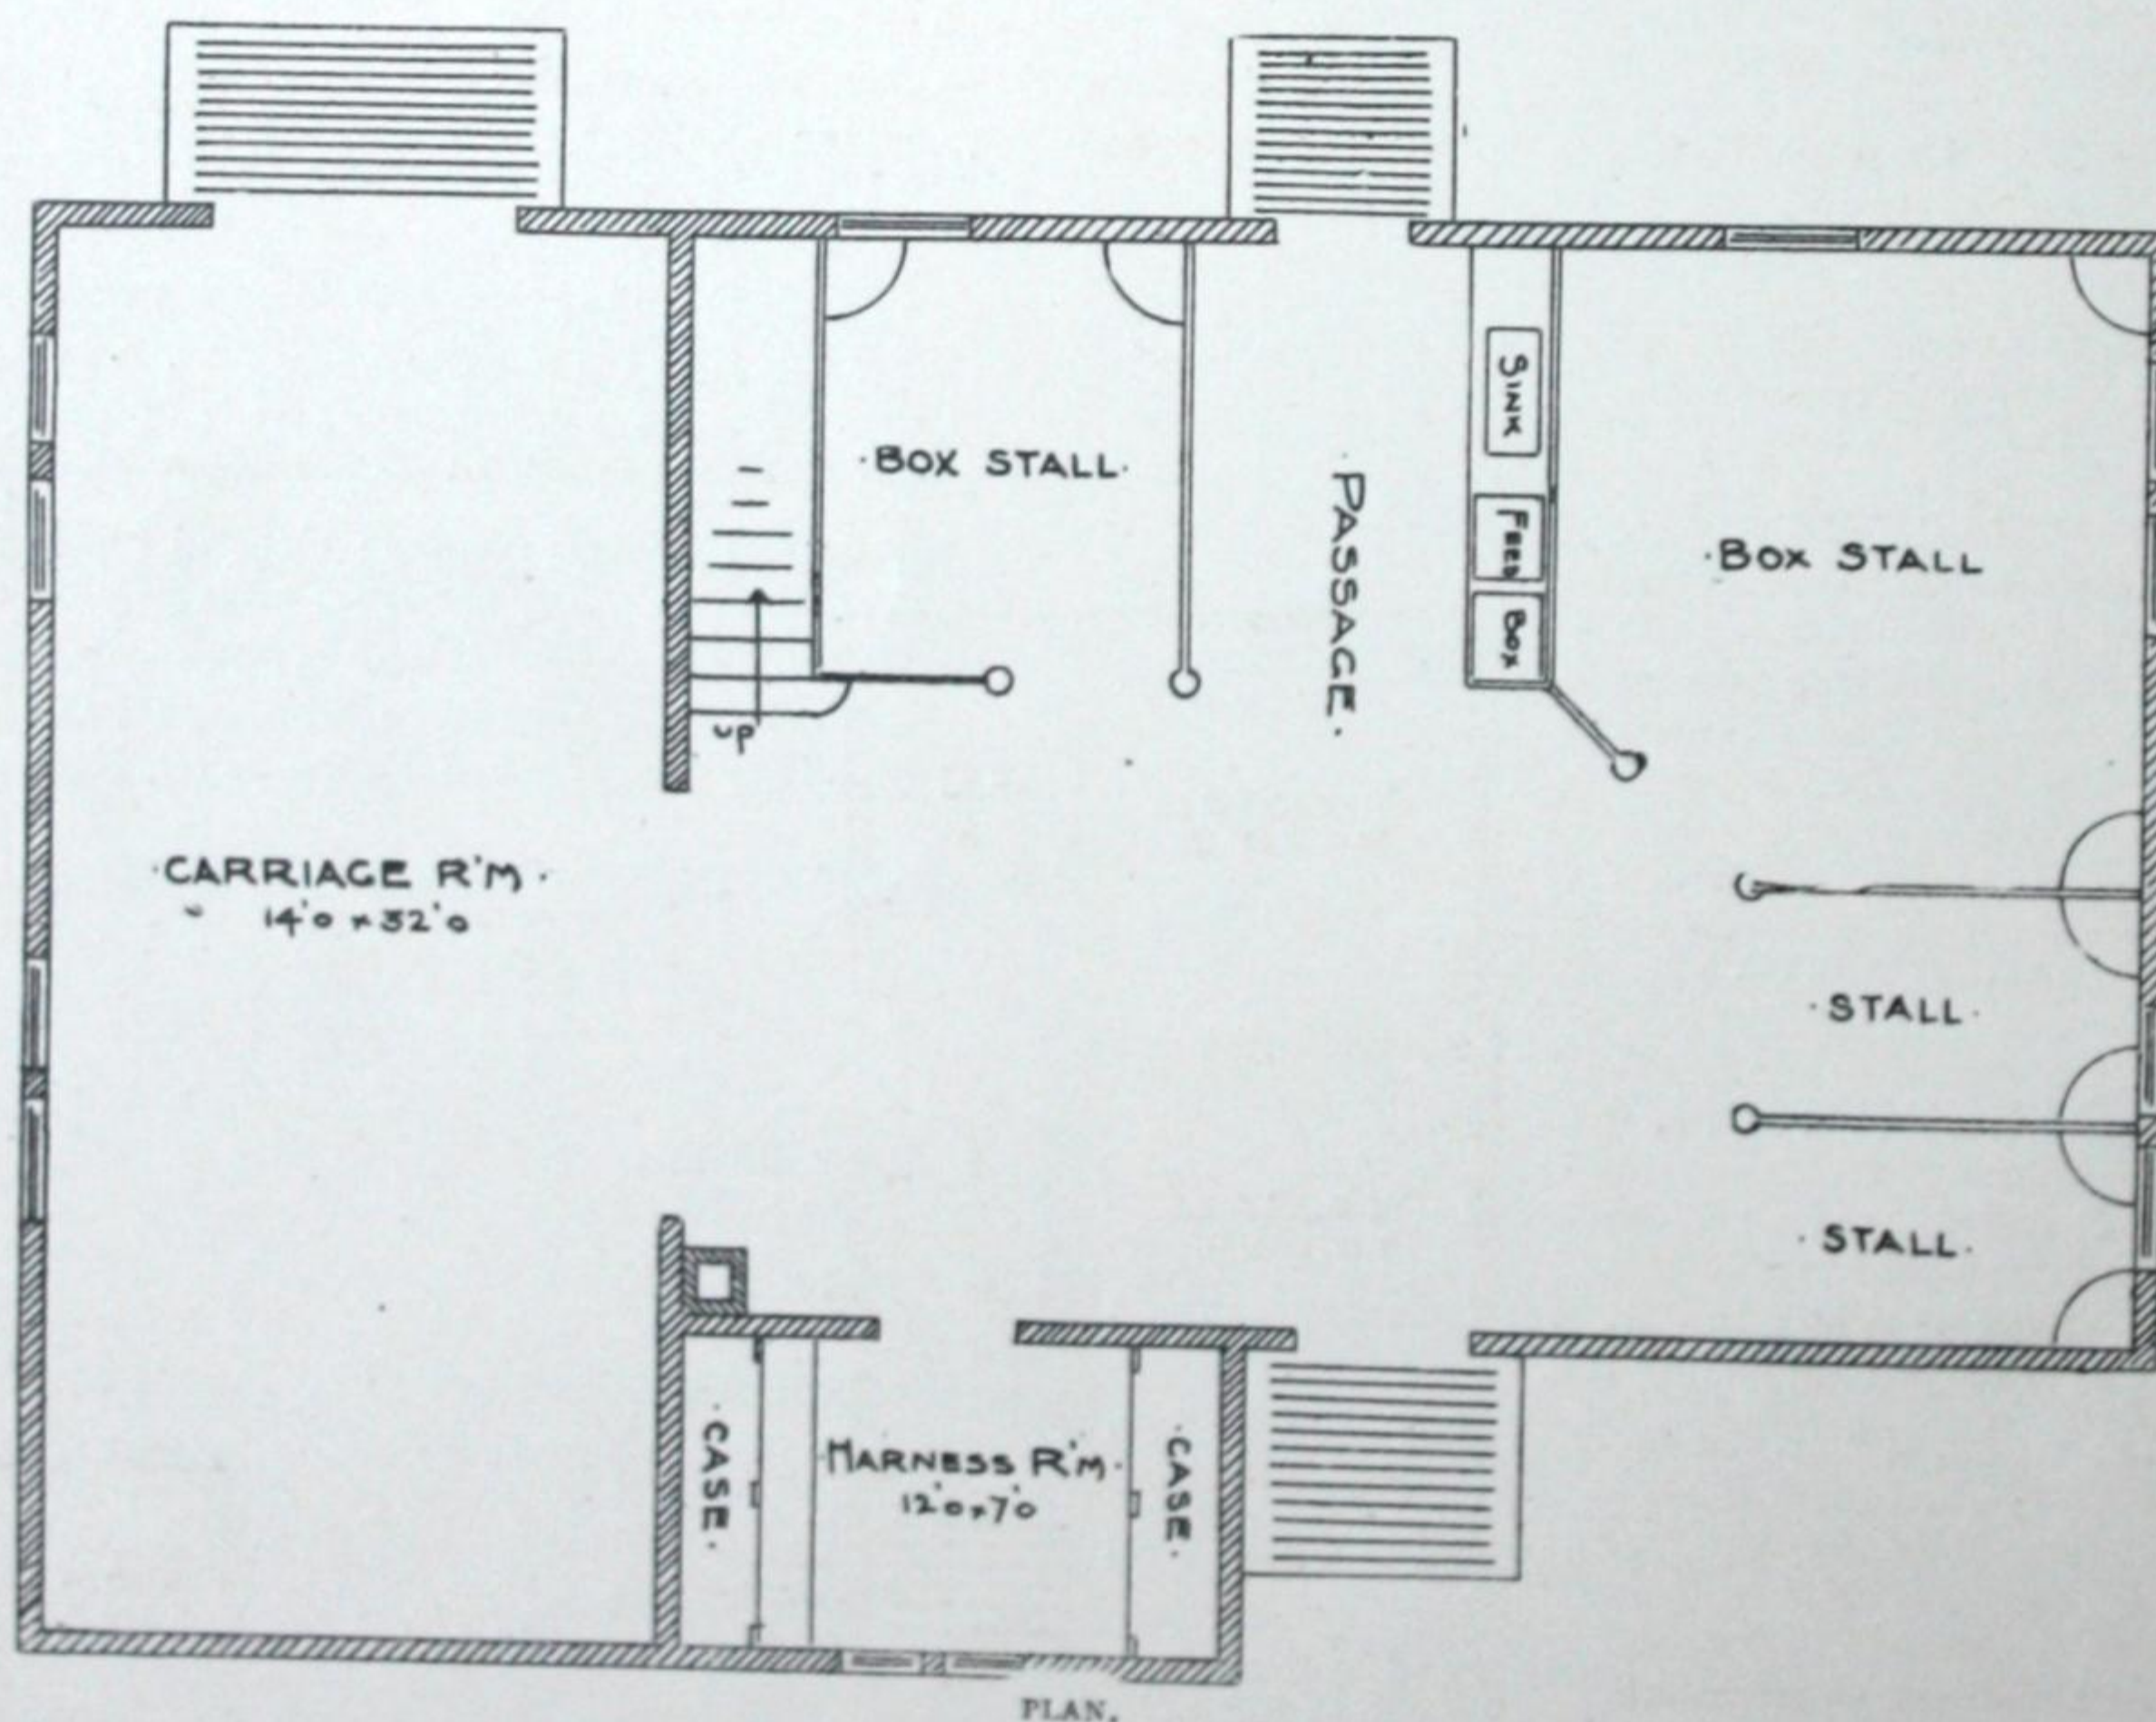 ·BOX STALL·
SINK
FEED
BOX
·PASSAGE·
·BOX STALL
UP
·CARRIAGE R'M·
14'0 x 32'0
·STALL·
·STALL·
·CASE·
·HARNESS R'M·
12'0 x 7'0
·CASE·
PLAN.